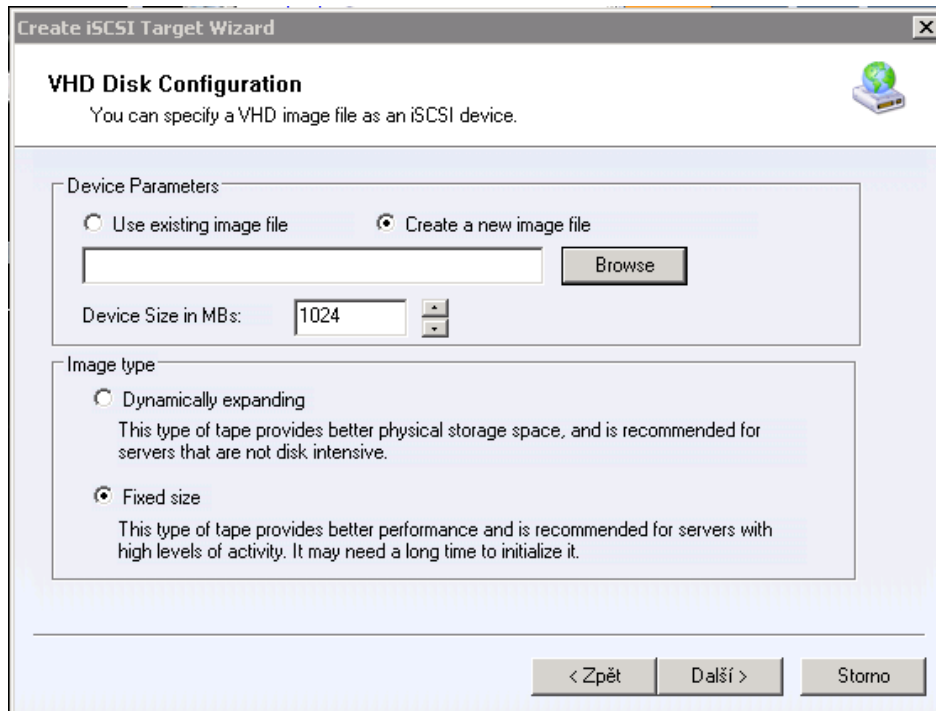 Create iSCSI Target Wizard
VHD Disk Configuration
You can specify a VHD image file as an iSCSI device.
Device Parameters
Use existing image file
Create a new image file
Browse
Device Size in MBs:
1024
Image type
Dynamically expanding
This type of tape provides better physical storage space, and is recommended for
servers that are not disk intensive.
Fixed size
This type of tape provides better performance and is recommended for servers with
high levels of activity. It may need a long time to initialize it.
< Zpět
Další >
Storno